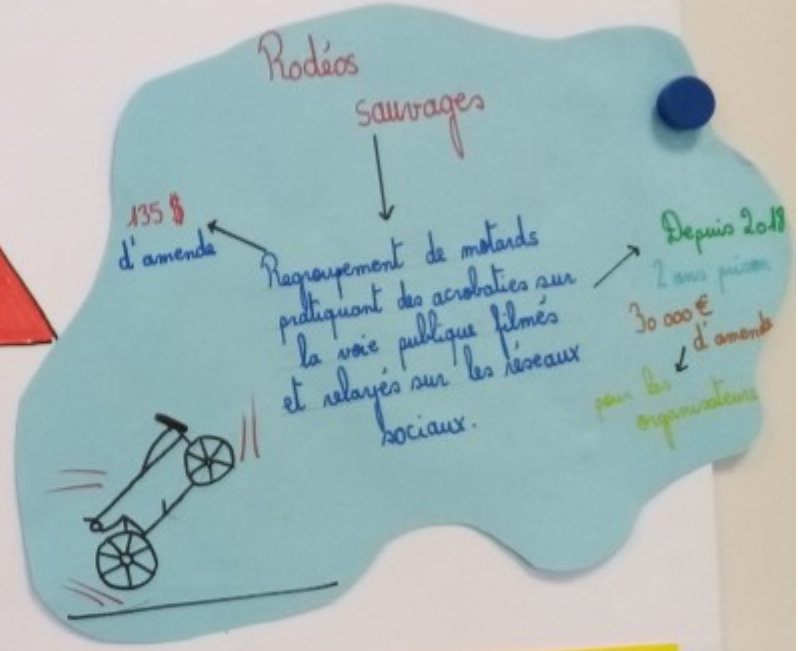 Rodéos
sauvages
135 $
d'amende
Regroupement de motards
pratiquant des acrobaties sur
la voie publique filmés
et relayés sur les réseaux
sociaux.
Depuis 2018
2 ans prison
30 000 €
d'amende
pour les
organisateurs